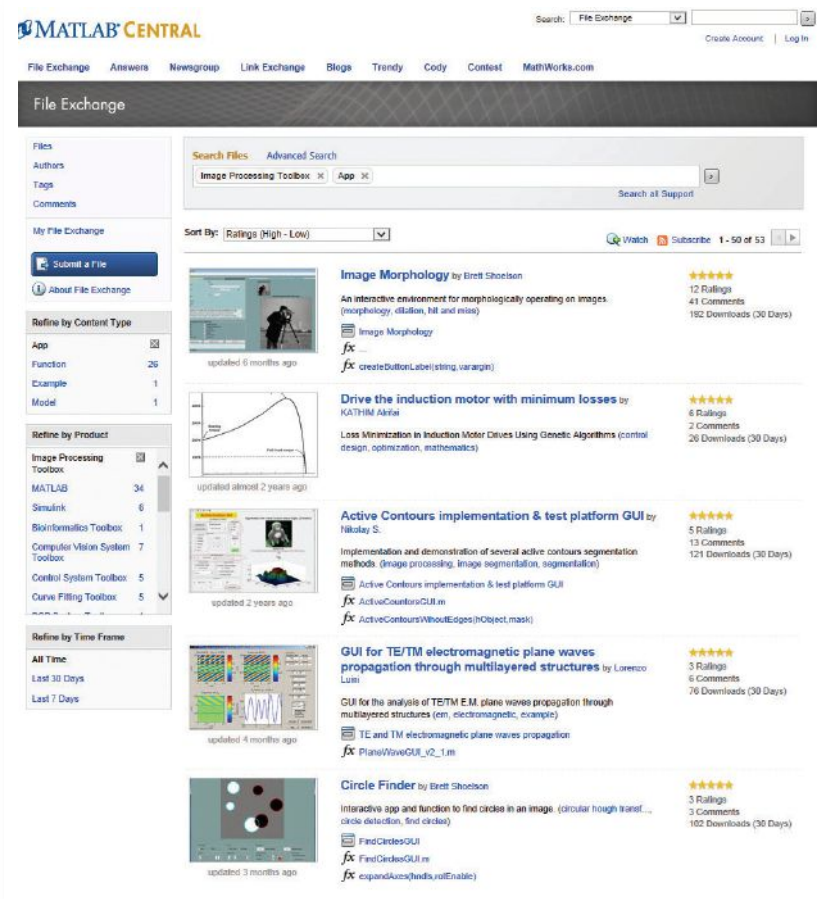 MATLAB® CENTRAL
Search: File Exchange
Create Account | Log In
File Exchange Answers Newsgroup Link Exchange Blogs Trendy Cody Contest MathWorks.com
File Exchange
Files
Authors
Tags
Comments
My File Exchange
Submit a File
About File Exchange
Refine by Content Type
App
Function 26
Example 1
Model 1
Refine by Product
Image Processing
Toolbox
MATLAB 34
Simulink 6
Bioinformatics Toolbox 1
Computer Vision System 7
Toolbox
Control System Toolbox 5
Curve Fitting Toolbox 5
Refine by Time Frame
All Time
Last 30 Days
Last 7 Days
Search Files Advanced Search
Image Processing Toolbox × App ×
Search all Support
Sort By: Ratings (High - Low)
Watch Subscribe 1 - 50 of 53
updated 6 months ago
Image Morphology by Brett Shoelson
An interactive environment for morphologically operating on images.
(morphology, dilation, hit and miss)
Image Morphology
fx ...
fx createButtonLabel(string,varargin)
12 Ratings
41 Comments
192 Downloads (30 Days)
updated almost 2 years ago
Drive the induction motor with minimum losses by
KATHIM
Loss Minimization in Induction Motor Drives Using Genetic Algorithms (control
design, optimization, mathematics)
6 Ratings
2 Comments
26 Downloads (30 Days)
updated 2 years ago
Active Contours implementation & test platform GUI by
Nikolay S.
Implementation and demonstration of several active contours segmentation
methods. (image processing, image segmentation, segmentation)
Active Contours implementation & test platform GUI
fx ActiveCountorsGUI.m
fx ActiveContoursWihoutEdges(hObject,mask)
5 Ratings
13 Comments
121 Downloads (30 Days)
updated 4 months ago
GUI for TE/TM electromagnetic plane waves
propagation through multilayered structures by Lorenzo
Luini
GUI for the analysis of TE/TM E.M. plane waves propagation through
multilayered structures (em, electromagnetic, example)
TE and TM electromagnetic plane waves propagation
fx PlaneWaveGUI_v2_1.m
3 Ratings
6 Comments
76 Downloads (30 Days)
updated 3 months ago
Circle Finder by Brett Shoelson
Interactive app and function to find circles in an image. (circular hough transf...,
circle detection, find circles)
FindCirclesGUI
fx FindCirclesGUI.m
fx expandAxes(hndls,rotEnable)
3 Ratings
3 Comments
102 Downloads (30 Days)